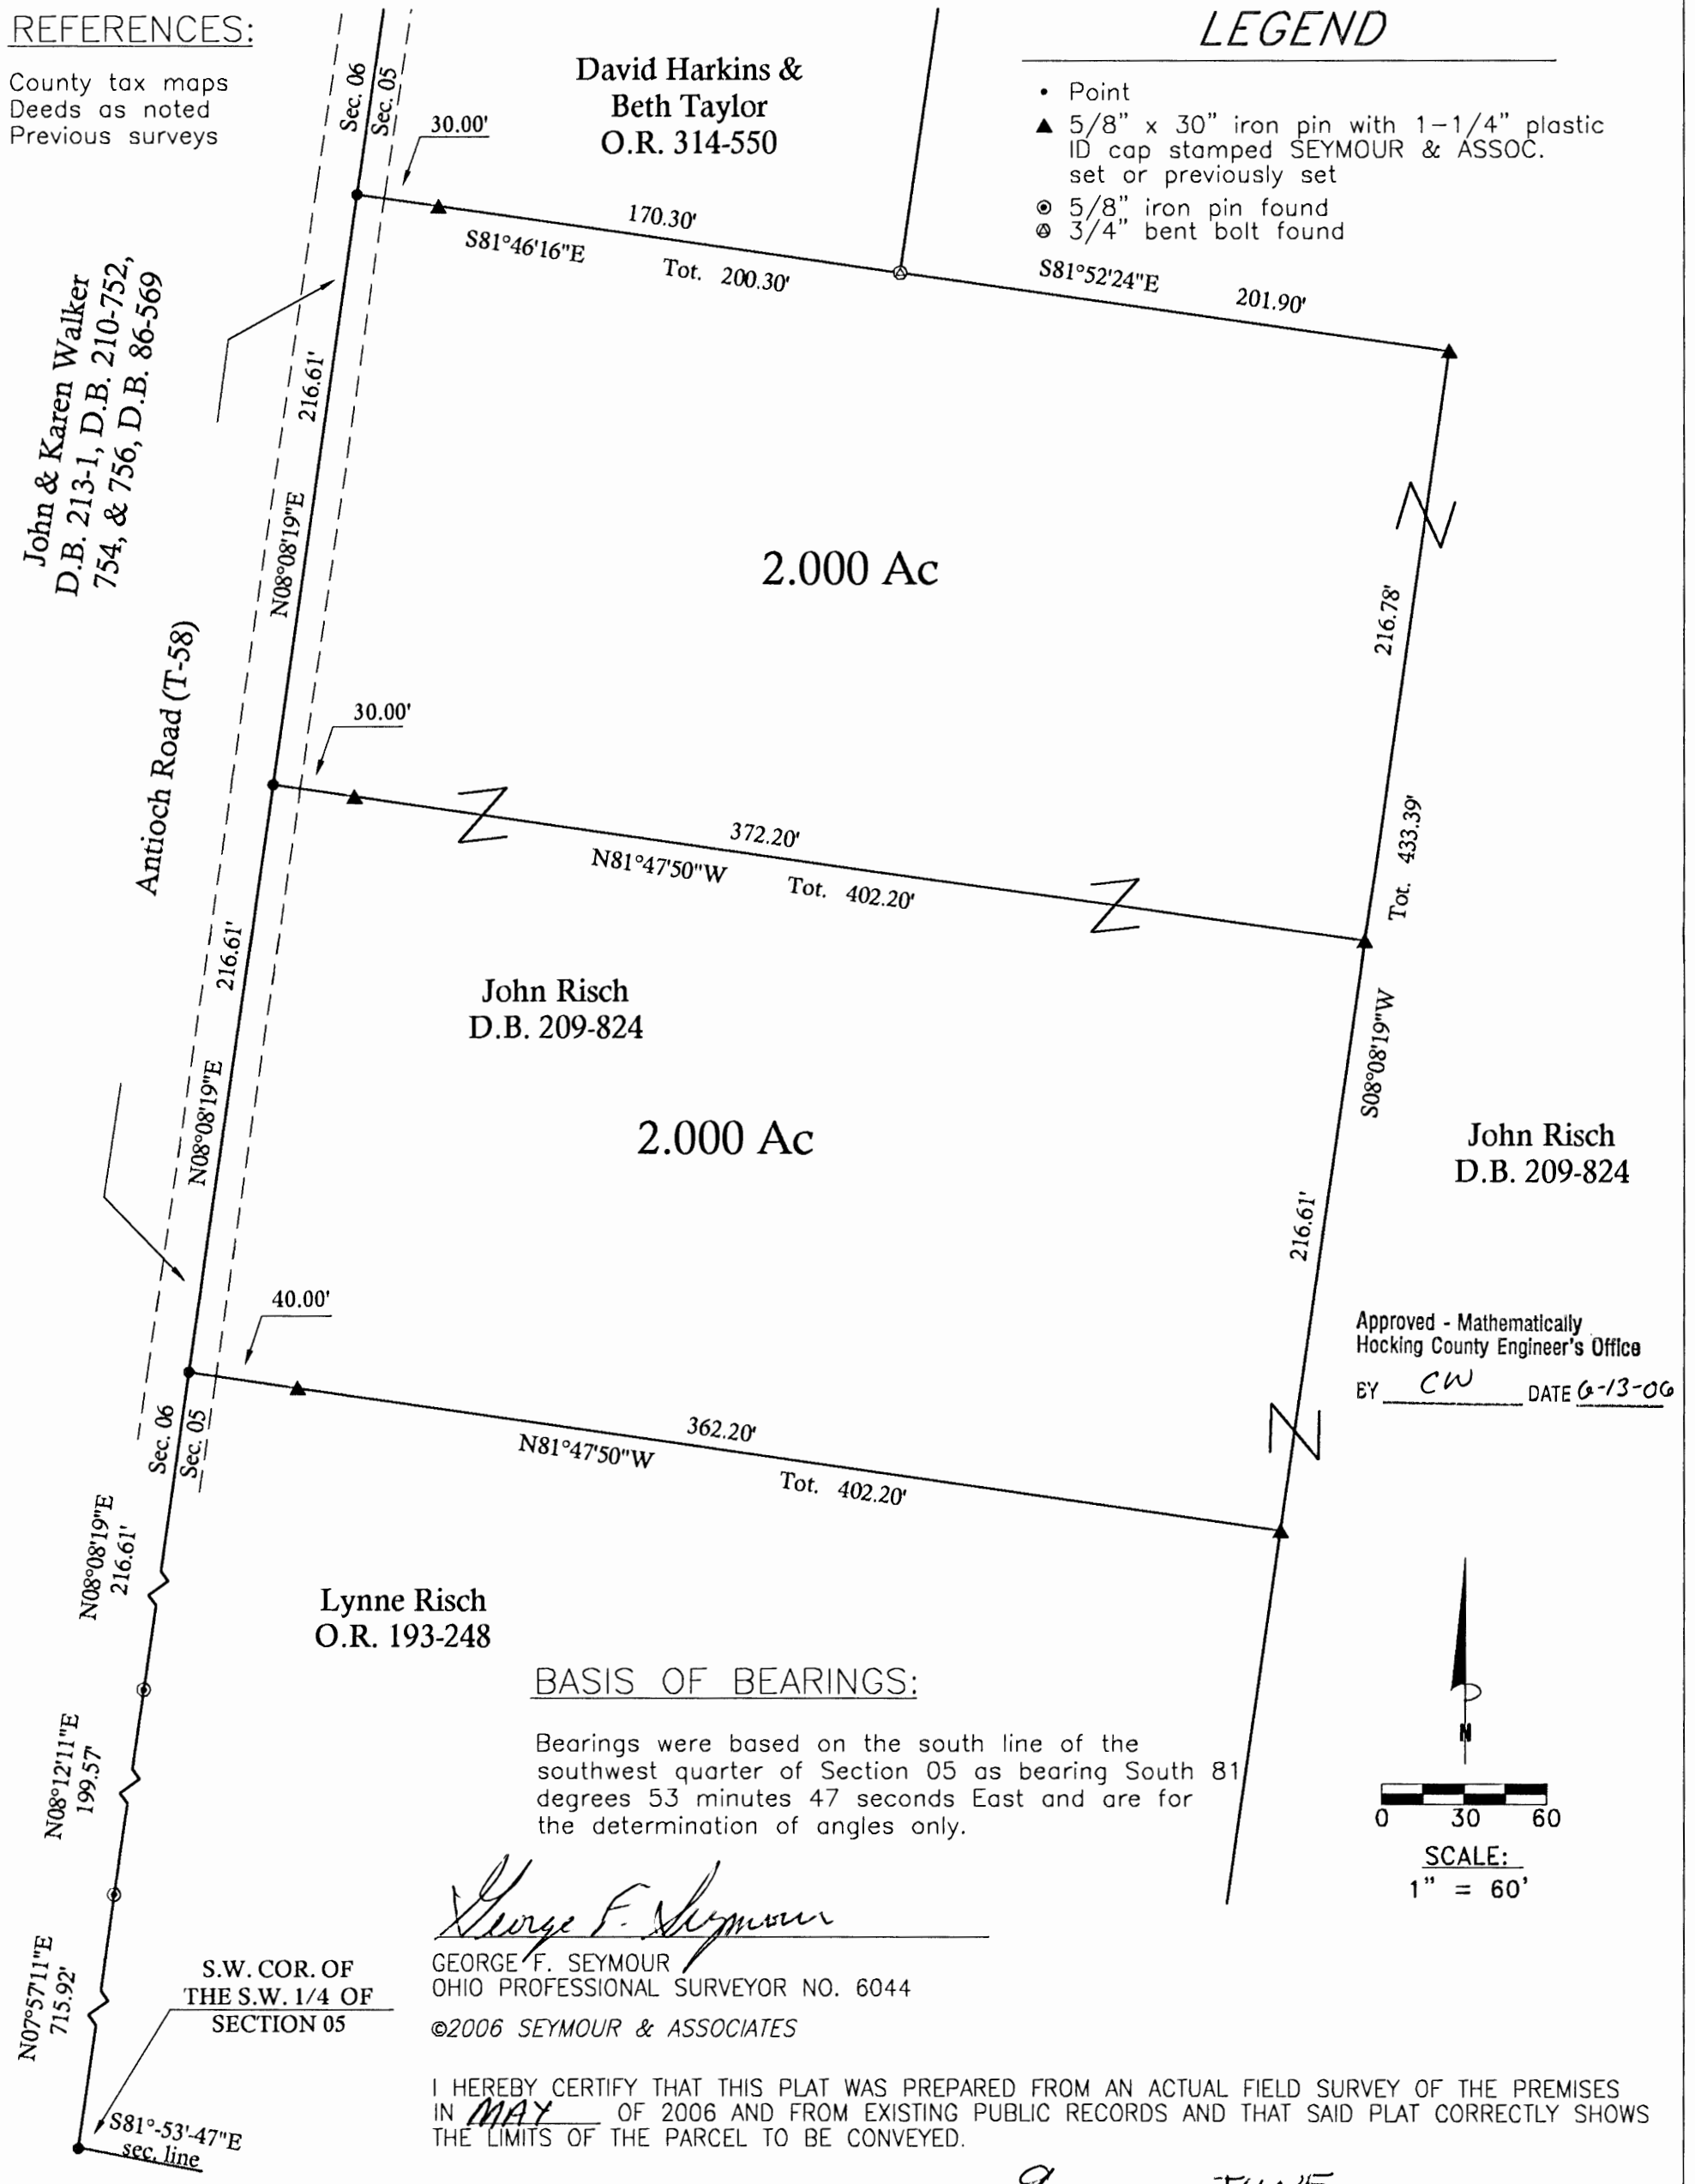 REFERENCES:
County tax maps
Deeds as noted
Previous surveys
Sec. 06
Sec. 05
David Harkins &
Beth Taylor
O.R. 314-550
LEGEND
• Point
▲ 5/8" x 30" iron pin with 1-1/4" plastic
ID cap stamped SEYMOUR & ASSOC.
set or previously set
5/8" iron pin found
3/4" bent bolt found
30.00'
170.30'
S81°46'16"E
Tot. 200.30'
S81°52'24"E
201.90'
John & Karen Walker
D.B. 213-1, D.B. 210-752,
754, & 756, D.B. 86-569
216.61'
N08°08'19"E
2.000 Ac
216.78'
Antioch Road (T-58)
30.00'
372.20'
N81°47'50"W
Tot. 402.20'
Tot. 433.39'
216.61'
N08°08'19"E
John Risch
D.B. 209-824
S08°08'19"W
2.000 Ac
John Risch
D.B. 209-824
216.61'
40.00'
Approved - Mathematically
Hocking County Engineer's Office
BY CW DATE 6-13-06
Sec. 06
Sec. 05
362.20'
N81°47'50"W
Tot. 402.20'
N08°08'19"E
216.61'
Lynne Risch
O.R. 193-248
BASIS OF BEARINGS:
Bearings were based on the south line of the
southwest quarter of Section 05 as bearing South 81
degrees 53 minutes 47 seconds East and are for
the determination of angles only.
N
0 30 60
SCALE:
1" = 60'
N08°12'11"E
199.57'
George F. Seymour
GEORGE F. SEYMOUR
OHIO PROFESSIONAL SURVEYOR NO. 6044
©2006 SEYMOUR & ASSOCIATES
N07°57'11"E
715.92'
S.W. COR. OF
THE S.W. 1/4 OF
SECTION 05
S81°-53'-47"E
sec. line
I HEREBY CERTIFY THAT THIS PLAT WAS PREPARED FROM AN ACTUAL FIELD SURVEY OF THE PREMISES
IN MAY OF 2006 AND FROM EXISTING PUBLIC RECORDS AND THAT SAID PLAT CORRECTLY SHOWS
THE LIMITS OF THE PARCEL TO BE CONVEYED.